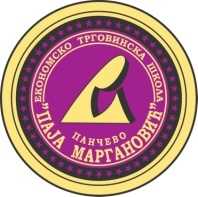 ЕКОНОМСКО ТРГОВИНСКА ШКОЛА
"ПАЈА МАРГАНОВИЋ"
ПАНЧЕВО